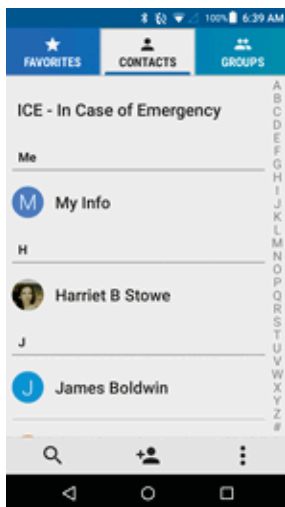 100% 6:39 AM
FAVORITES CONTACTS GROUPS
ICE - In Case of Emergency
Me
M My Info
H
Harriet B Stowe
J
J James Boldwin
A
B
C
D
E
F
G
H
I
J
K
L
M
N
O
P
Q
R
S
T
U
V
W
X
Y
Z
#